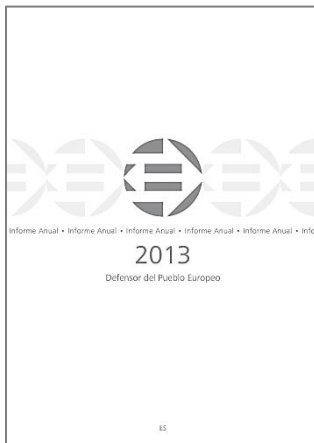 Informe Anual • Informe Anual • Informe Anual • Informe Anual • Informe Anual • Info
2013
Defensor del Pueblo Europeo
ES